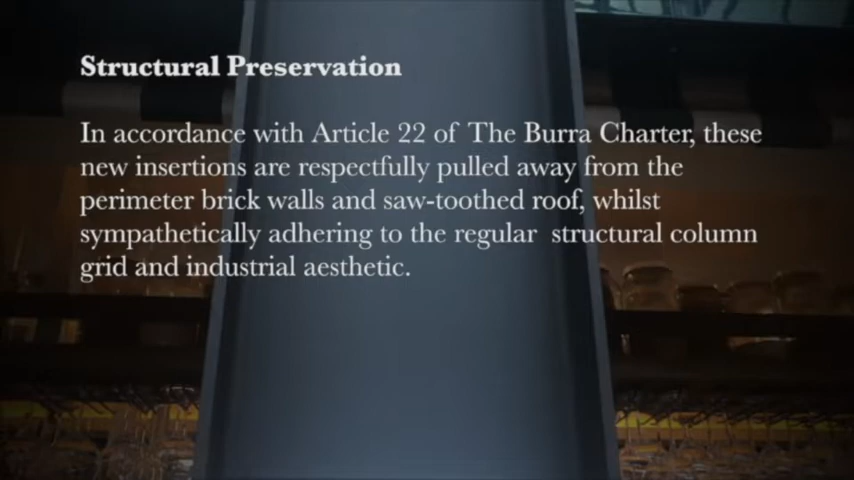 Structural Preservation
In accordance with Article 22 of The Burra Charter, these
new insertions are respectfully pulled away from the
perimeter brick walls and saw-toothed roof, whilst
sympathetically adhering to the regular structural column
grid and industrial aesthetic.